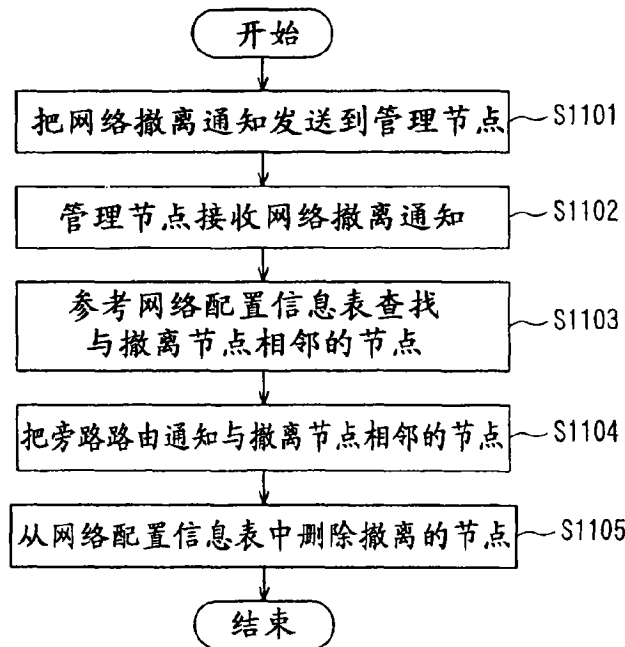 开始
把网络撤离通知发送到管理节点
S1101
管理节点接收网络撤离通知
S1102
参考网络配置信息表查找
与撤离节点相邻的节点
S1103
把旁路路由通知与撤离节点相邻的节点
S1104
从网络配置信息表中删除撤离的节点
S1105
结束